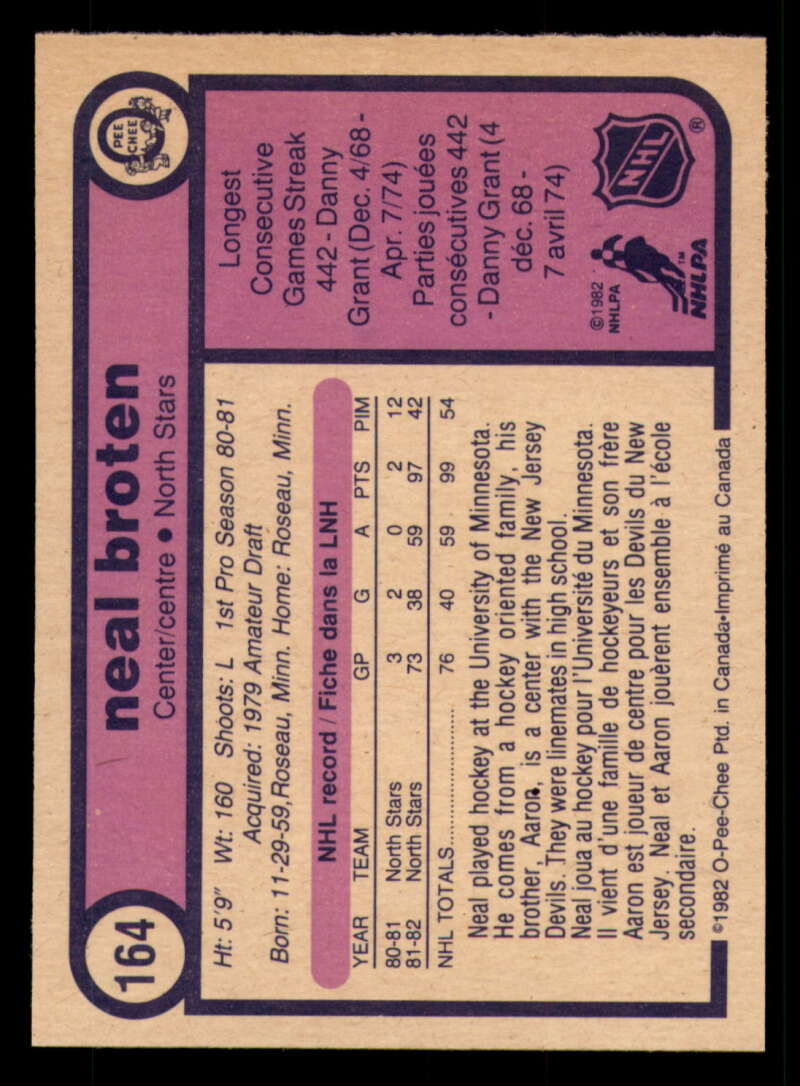 164
neal broten
Center/centre • North Stars
O
PEE
CHEE
Ht: 5'9" Wt: 160 Shoots: L 1st Pro Season 80-81
Acquired: 1979 Amateur Draft
Born: 11-29-59, Roseau, Minn. Home: Roseau, Minn.
NHL record / Fiche dans la LNH
YEAR TEAM GP G A PTS PIM
80-81 North Stars 3 2 0 2 12
81-82 North Stars 73 38 59 97 42
NHL TOTALS.................... 76 40 59 99 54
Neal played hockey at the University of Minnesota.
He comes from a hockey oriented family, his
brother, Aaron, is a center with the New Jersey
Devils. They were linemates in high school.
Neal joua au hockey pour l'Université du Minnesota.
Il vient d'une famille de hockeyeurs et son frère
Aaron est joueur de centre pour les Devils du New
Jersey. Neal et Aaron jouèrent ensemble à l'école
secondaire.
©1982 O-Pee-Chee Ptd. in Canada•Imprimé au Canada
Longest
Consecutive
Games Streak
442 - Danny
Grant (Dec. 4/68 -
Apr. 7/74)
Parties jouées
consécutives 442
- Danny Grant (4
déc. 68 -
7 avril 74)
©1982
NHLPA
NHLPA™
NHL®